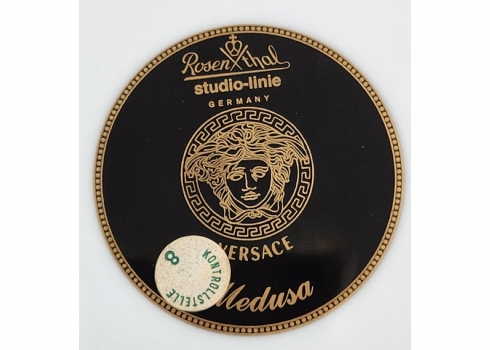 Rosenthal
studio-linie
GERMANY
VERSACE
Medusa
KONTROLLSTELLE
8